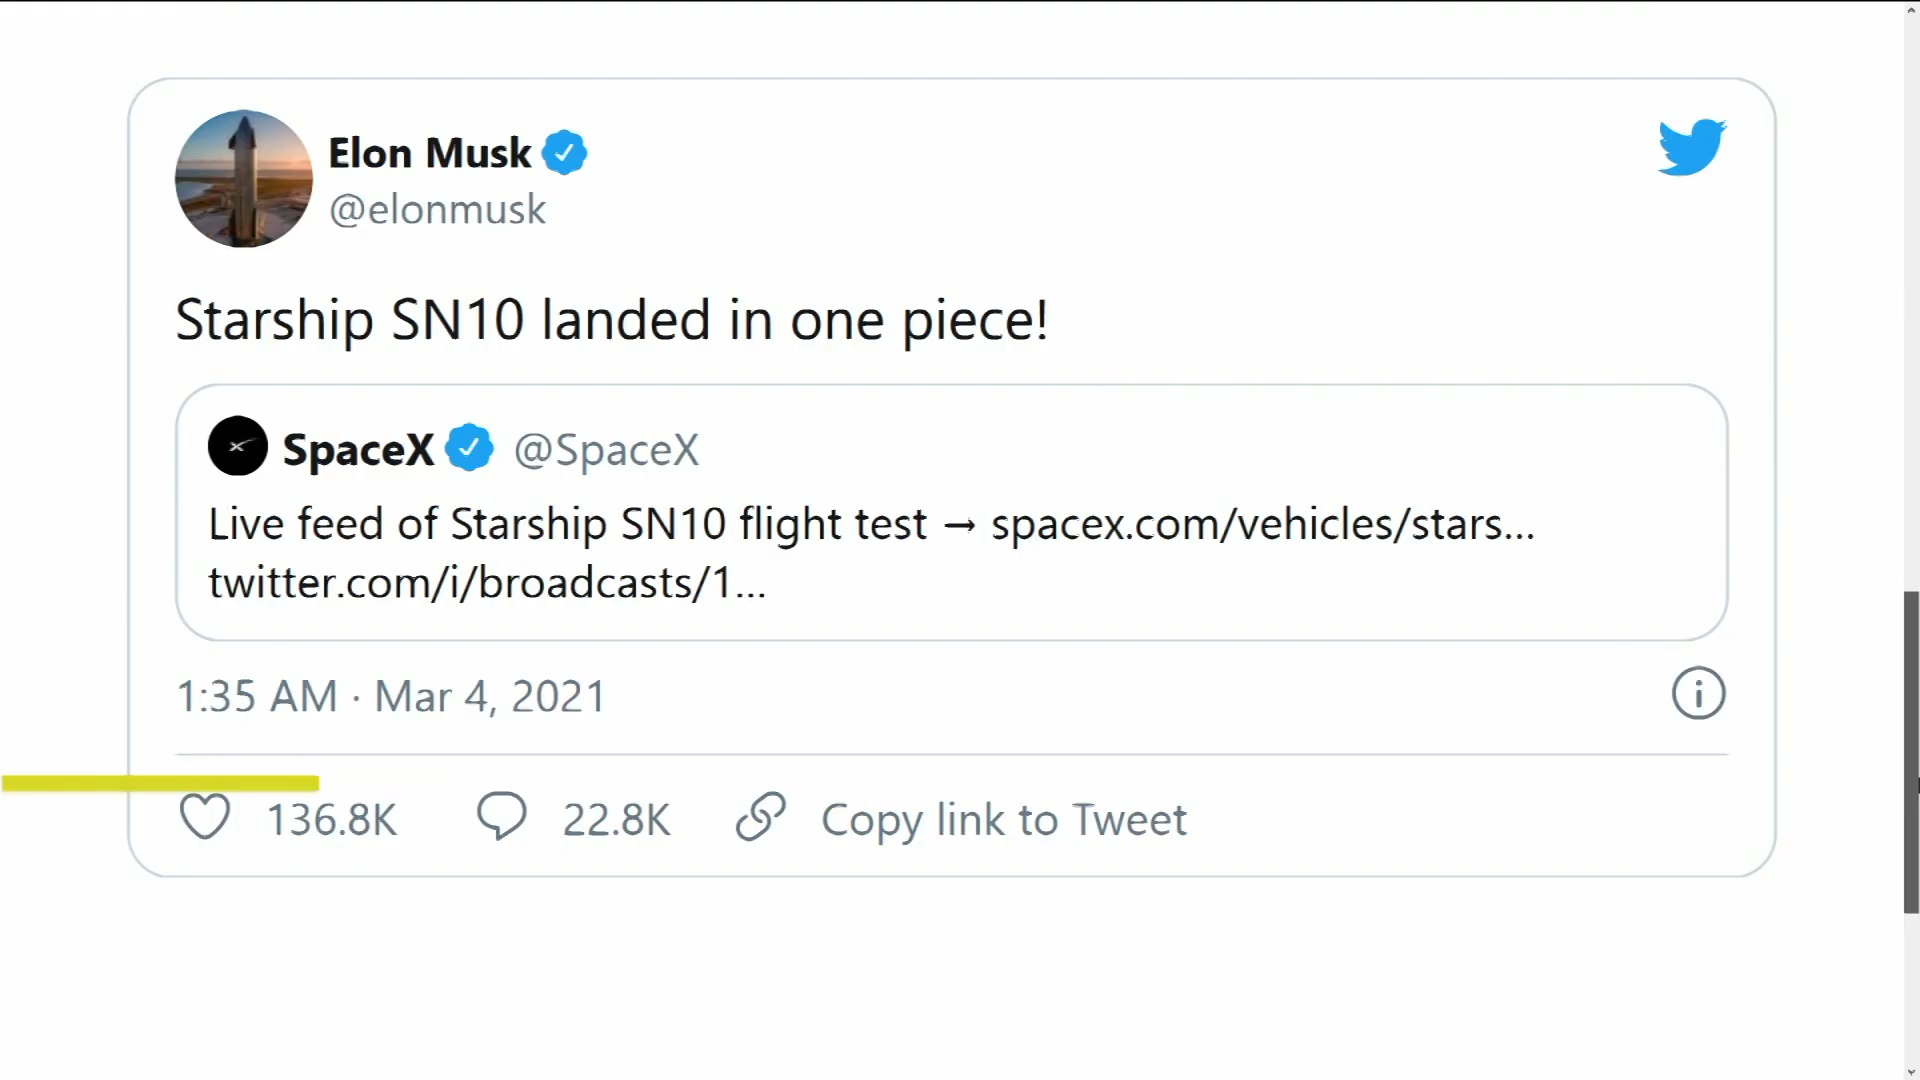 Elon Musk
@elonmusk
Starship SN10 landed in one piece!
SpaceX @SpaceX
Live feed of Starship SN10 flight test → spacex.com/vehicles/stars...
twitter.com/i/broadcasts/1...
1:35 AM · Mar 4, 2021
136.8K 22.8K Copy link to Tweet